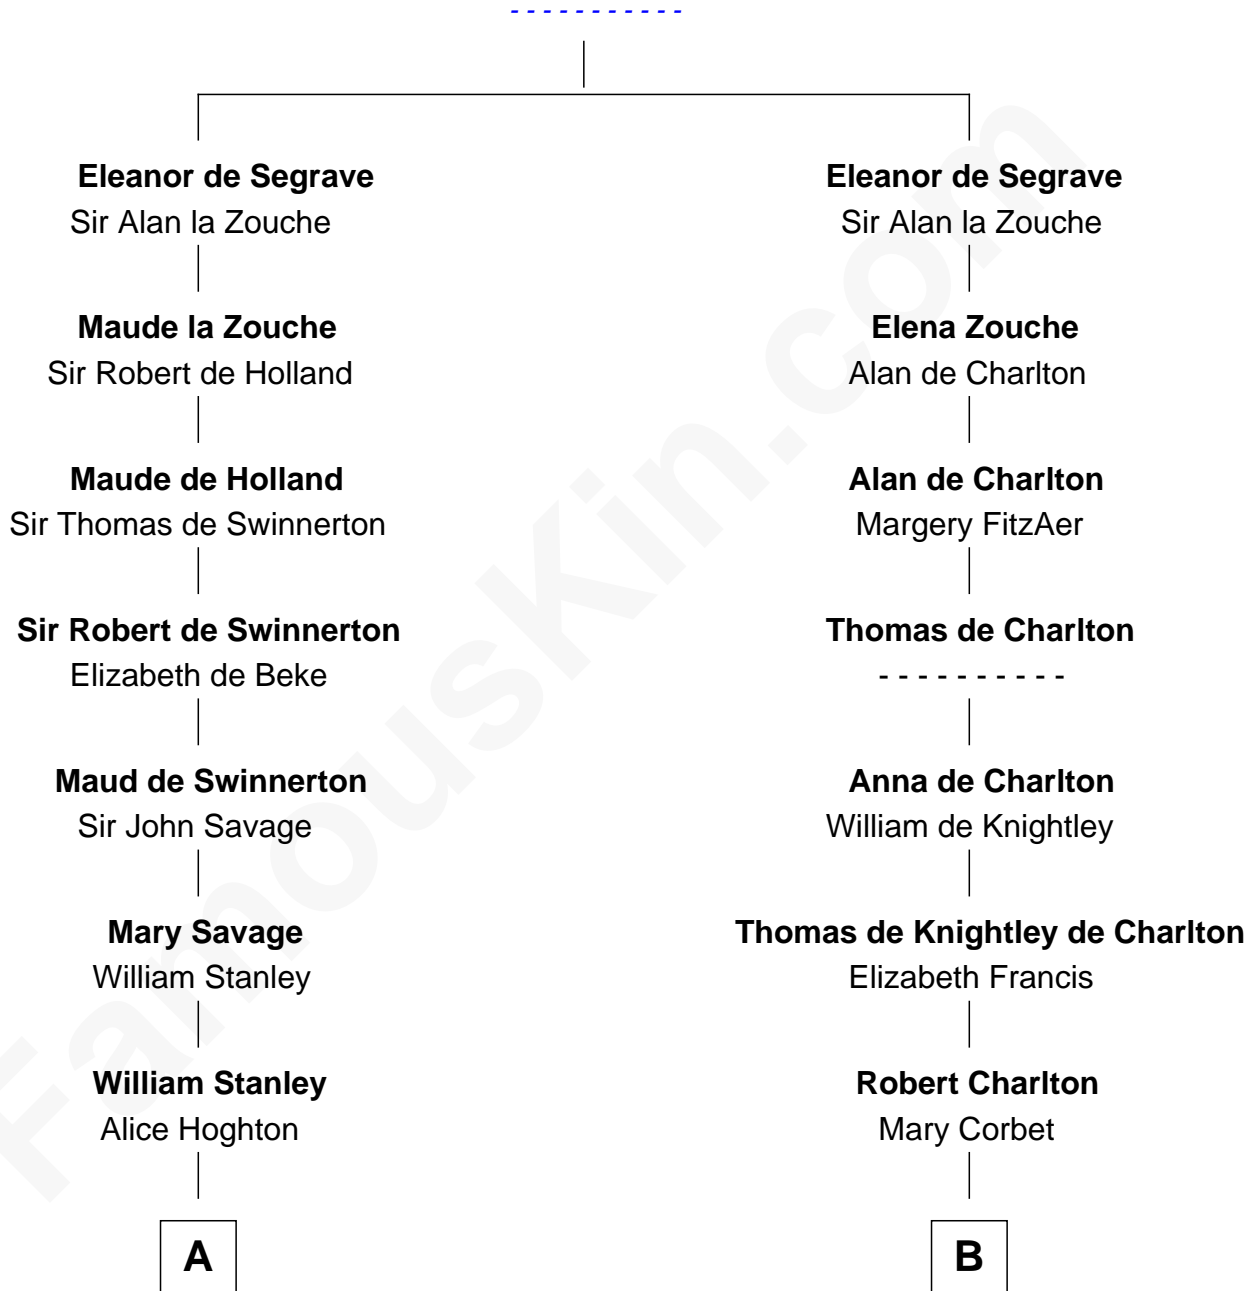 - - - - - - - - - - -
Eleanor de Segrave
Sir Alan la Zouche
Maude la Zouche
Sir Robert de Holland
Maude de Holland
Sir Thomas de Swinnerton
Sir Robert de Swinnerton
Elizabeth de Beke
Maud de Swinnerton
Sir John Savage
Mary Savage
William Stanley
William Stanley
Alice Hoghton
A
Eleanor de Segrave
Sir Alan la Zouche
Elena Zouche
Alan de Charlton
Alan de Charlton
Margery FitzAer
Thomas de Charlton
- - - - - - - - - -
Anna de Charlton
William de Knightley
Thomas de Knightley de Charlton
Elizabeth Francis
Robert Charlton
Mary Corbet
B
FamousKin.com